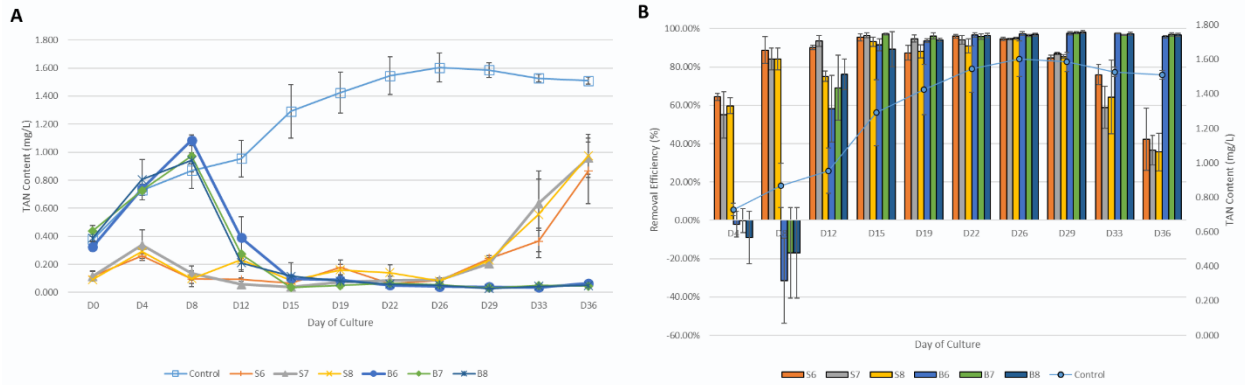 A
1.800
1.600
1.400
1.200
1.000
0.800
0.600
0.400
0.200
0.000
TAN Content (mg/L)
D0 D4 D8 D12 D15 D19 D22 D26 D29 D33 D36
Day of Culture
Control S6 S7 S8 B6 B7 B8
B
100.00%
80.00%
60.00%
40.00%
20.00%
0.00%
-20.00%
-40.00%
-60.00%
Removal Efficiency (%)
D12 D15 D19 D22 D26 D29 D33 D36
1.800
1.600
1.400
1.200
1.000
0.800
0.600
0.400
0.200
0.000
TAN Content (mg/L)
Day of Culture
S6 S7 S8 B6 B7 B8 Control